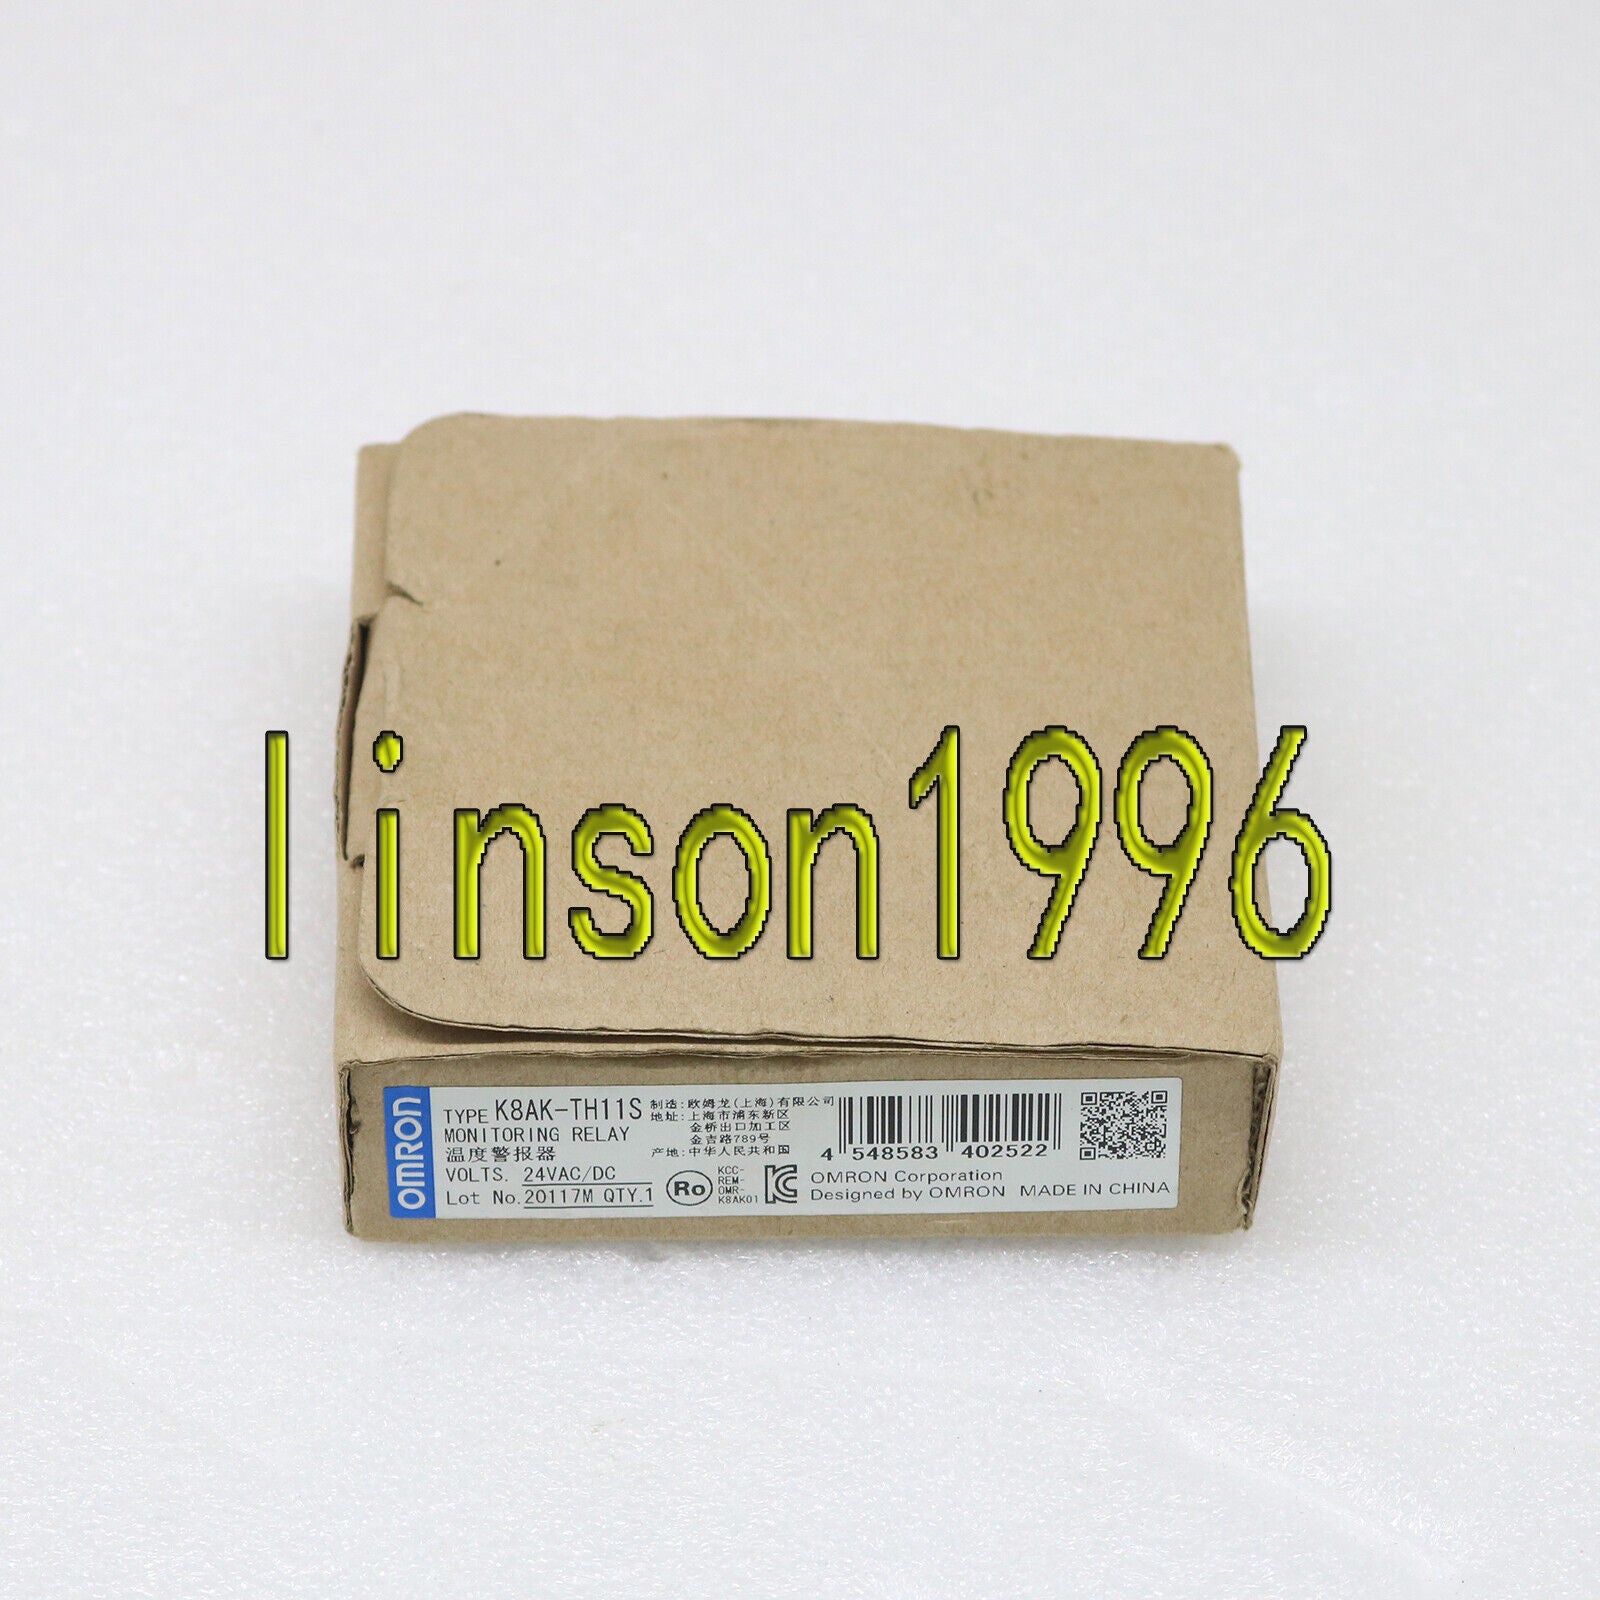 linson1996
OMRON
TYPE K8AK-TH11S
MONITORING RELAY
温度警报器
VOLTS. 24VAC/DC
Lot No. 20117M QTY.1
制造:欧姆龙(上海)有限公司
地址:上海市浦东新区
金桥出口加工区
金吉路789号
产地:中华人民共和国
Ro
KCC-
REM-
OMR-
K8AK01
4 548583 402522
OMRON Corporation
Designed by OMRON MADE IN CHINA